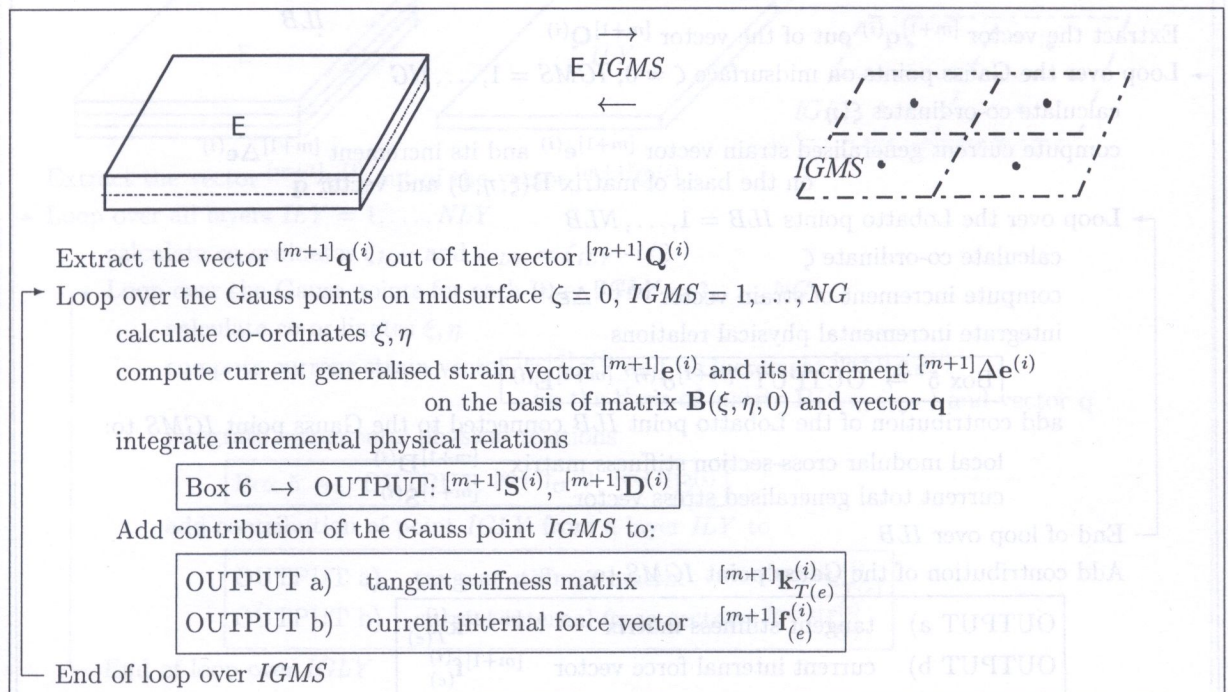 E
E IGMS
IGMS
Extract the vector [m+1]q(i) out of the vector [m+1]Q(i)
Loop over the Gauss points on midsurface ζ = 0, IGMS = 1, ..., NG
calculate co-ordinates ξ, η
compute current generalised strain vector [m+1]e(i) and its increment [m+1]Δe(i)
on the basis of matrix B(ξ, η, 0) and vector q
integrate incremental physical relations
Box 6 → OUTPUT: [m+1]S(i), [m+1]D(i)
Add contribution of the Gauss point IGMS to:
OUTPUT a) tangent stiffness matrix [m+1]k(i)T(e)
OUTPUT b) current internal force vector [m+1]f(i)(e)
End of loop over IGMS